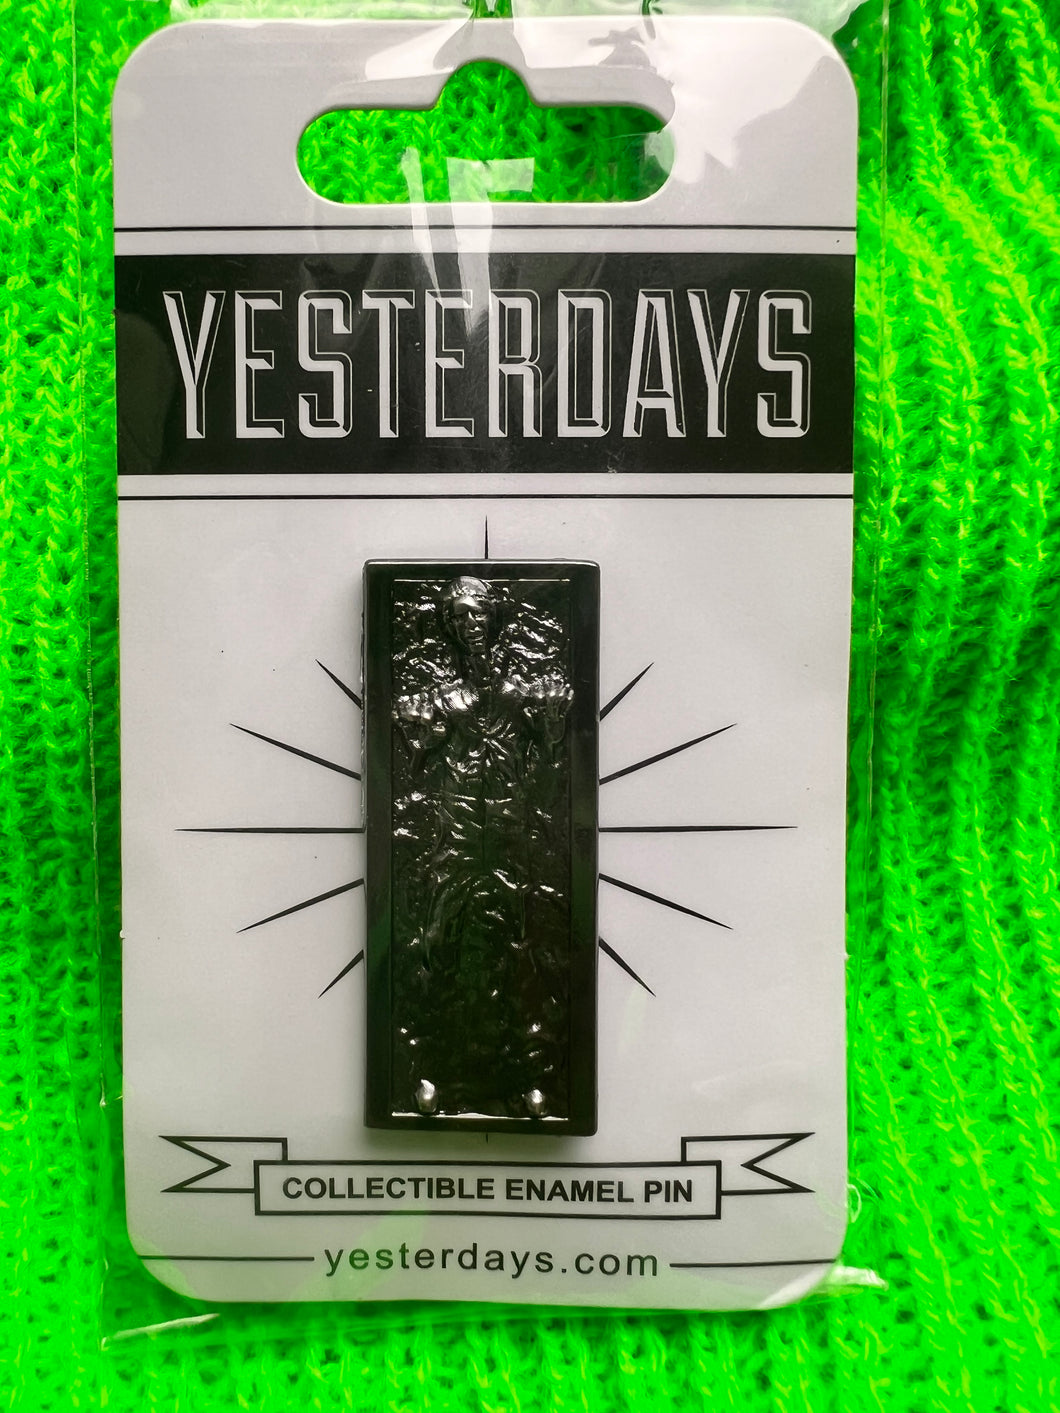 YESTERDAYS
COLLECTIBLE ENAMEL PIN
yesterdays.com